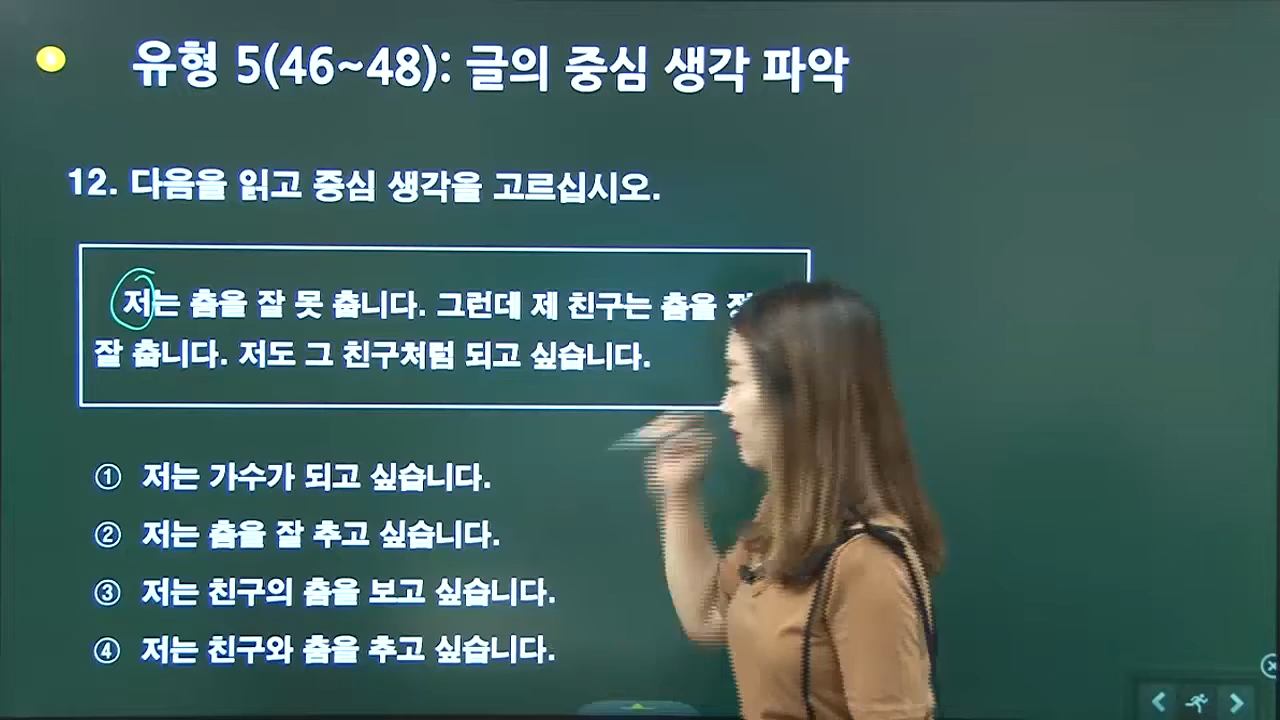 유형 5(46~48): 글의 중심 생각 파악
12. 다음을 읽고 중심 생각을 고르십시오.
저는 춤을 잘 못 춥니다. 그런데 제 친구는 춤을
잘 춥니다. 저도 그 친구처럼 되고 싶습니다.
① 저는 가수가 되고 싶습니다.
② 저는 춤을 잘 추고 싶습니다.
③ 저는 친구의 춤을 보고 싶습니다.
④ 저는 친구와 춤을 추고 싶습니다.